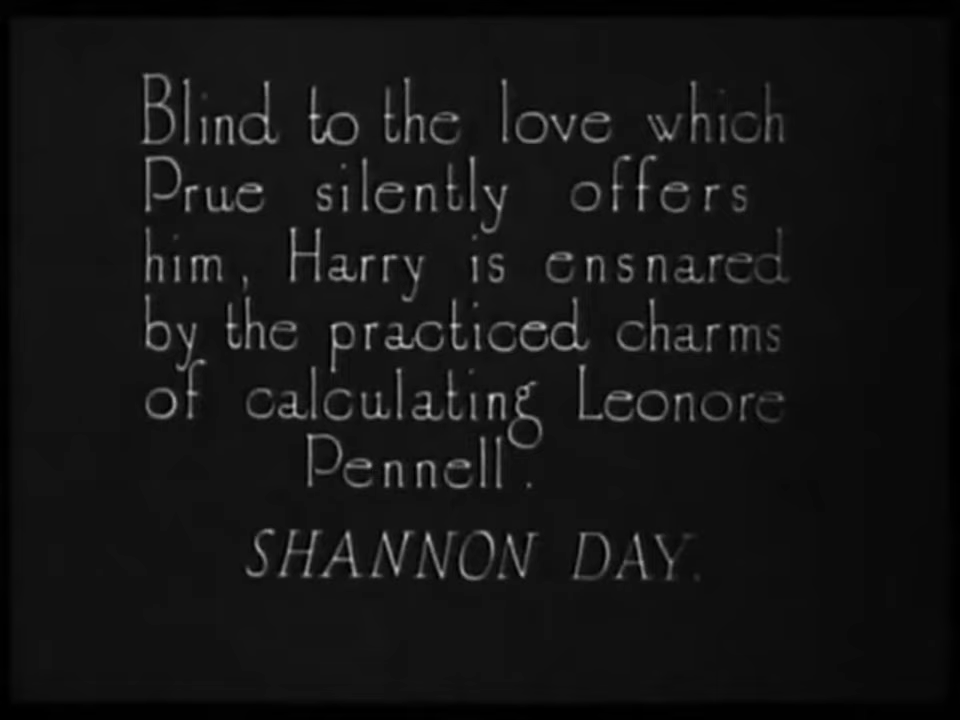 Blind to the love which
Prue silently offers
him, Harry is ensnared
by the practiced charms
of calculating Leonore
Pennell.
SHANNON DAY.